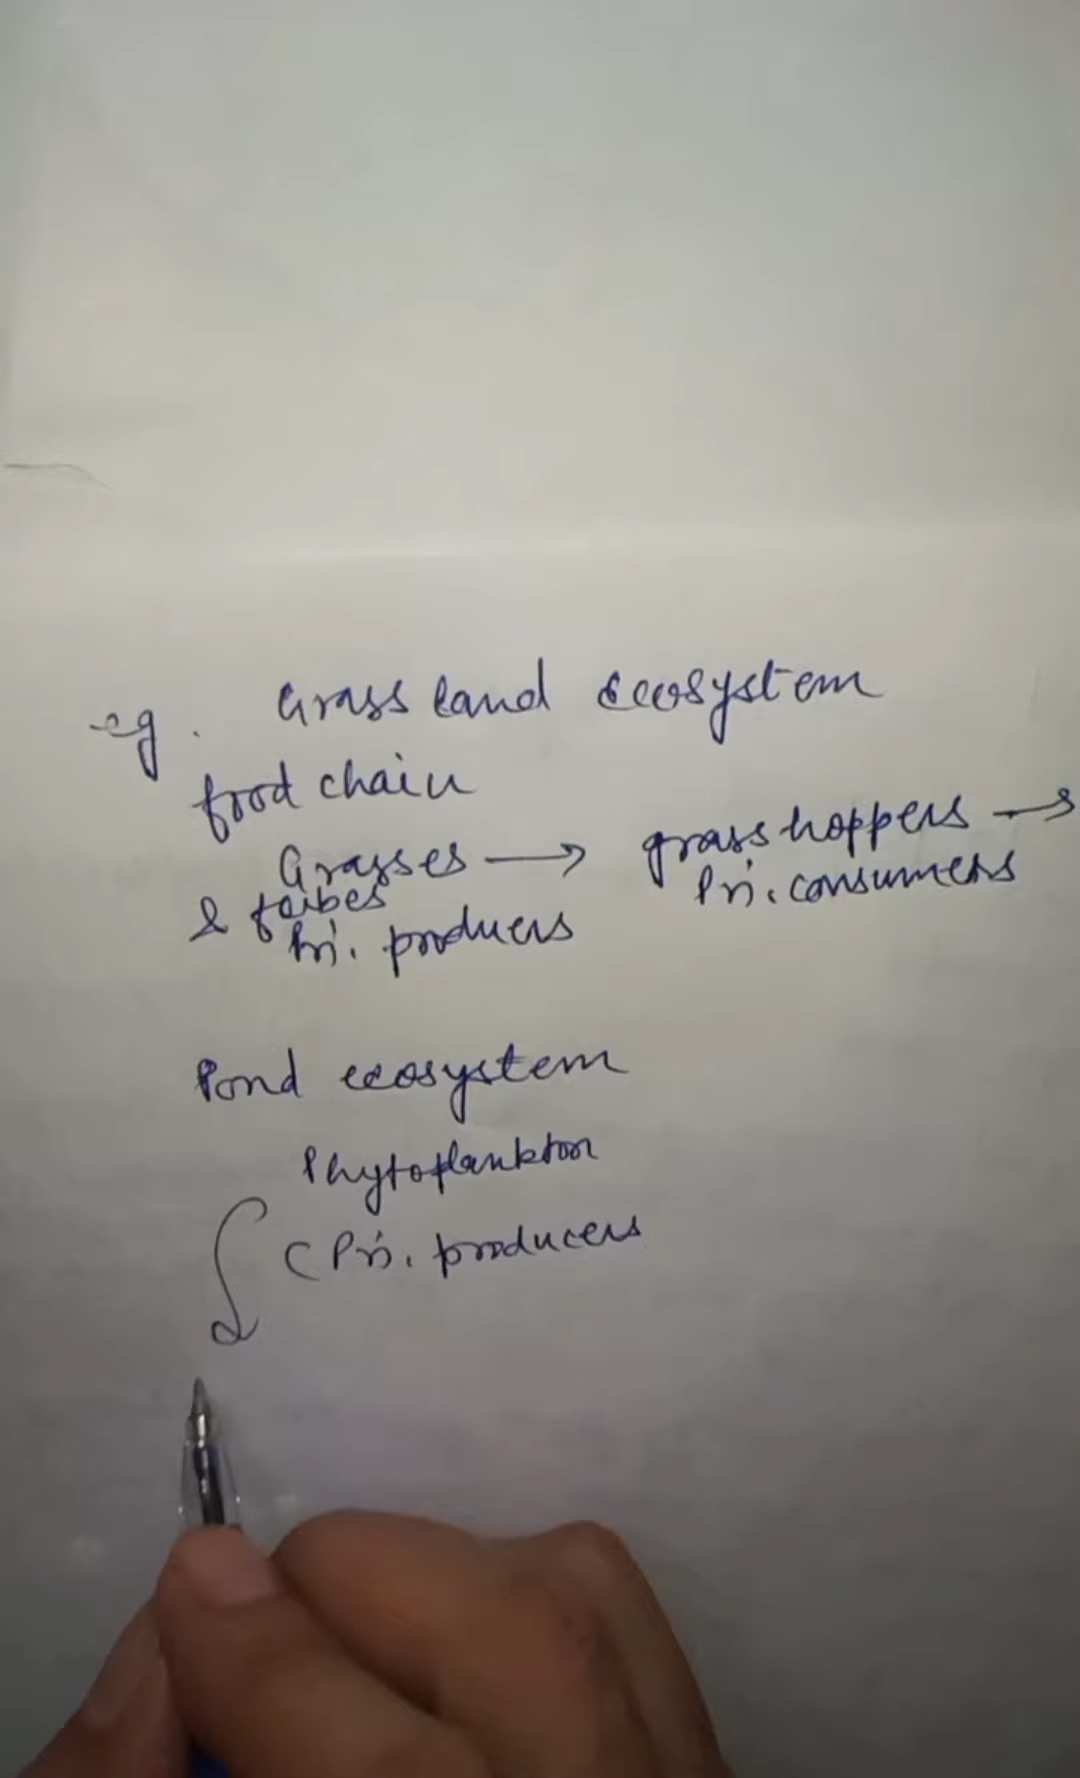 eg. Grass land ecosystem
food chain
Grasses → grass hoppers →
& forbes Pri. consumers
Pri. producers
Pond ecosystem
Phytoplankton
( Pri. producers